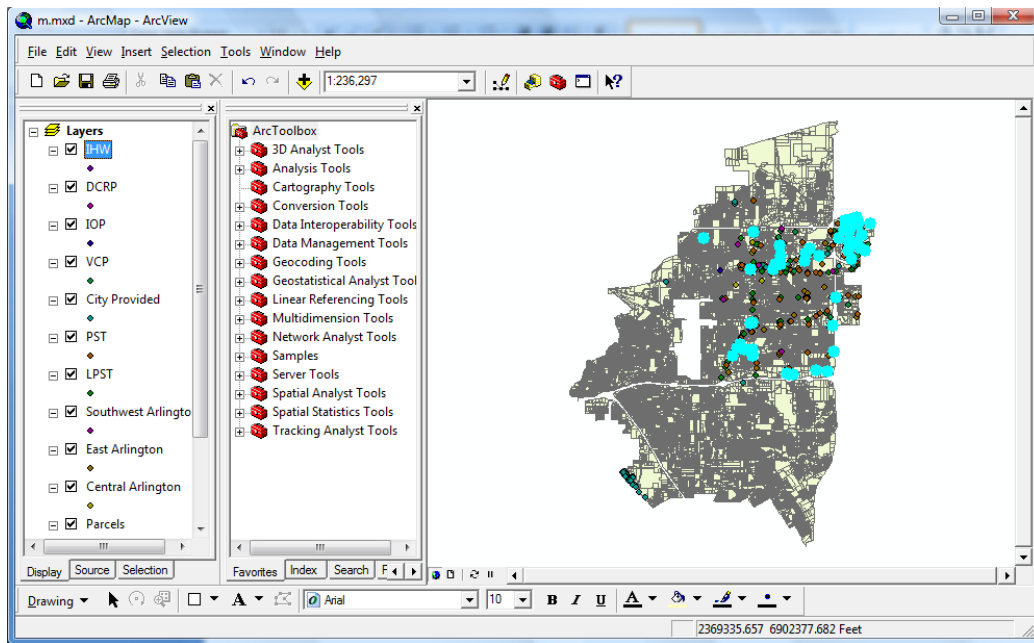 m.mxd - ArcMap - ArcView
File Edit View Insert Selection Tools Window Help
1:236,297
Layers
IHW
DCRP
IOP
VCP
City Provided
PST
LPST
Southwest Arlingto
East Arlington
Central Arlington
Parcels
Display Source Selection
ArcToolbox
3D Analyst Tools
Analysis Tools
Cartography Tools
Conversion Tools
Data Interoperability Tools
Data Management Tools
Geocoding Tools
Geostatistical Analyst Tool
Linear Referencing Tools
Multidimension Tools
Network Analyst Tools
Samples
Server Tools
Spatial Analyst Tools
Spatial Statistics Tools
Tracking Analyst Tools
Favorites Index Search F
Drawing A Arial 10 B I U A
2369335.657 6902377.682 Feet